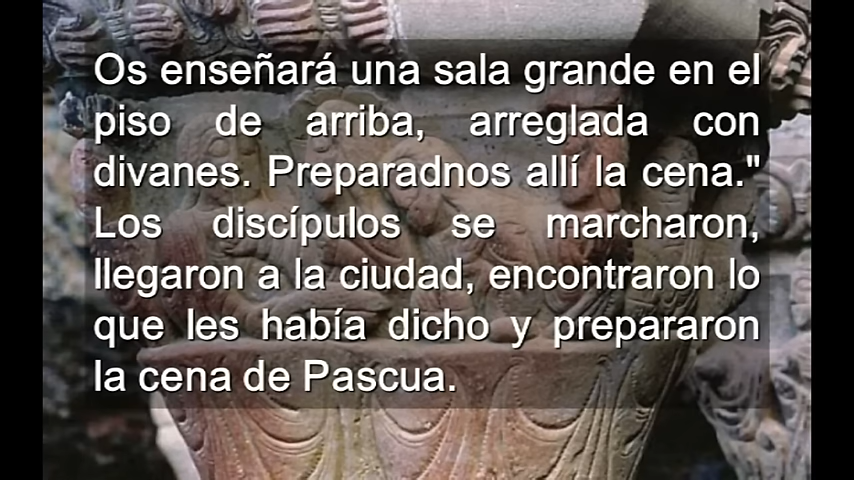 Os enseñará una sala grande en el
piso de arriba, arreglada con
divanes. Preparadnos allí la cena."
Los discípulos se marcharon,
llegaron a la ciudad, encontraron lo
que les había dicho y prepararon
la cena de Pascua.